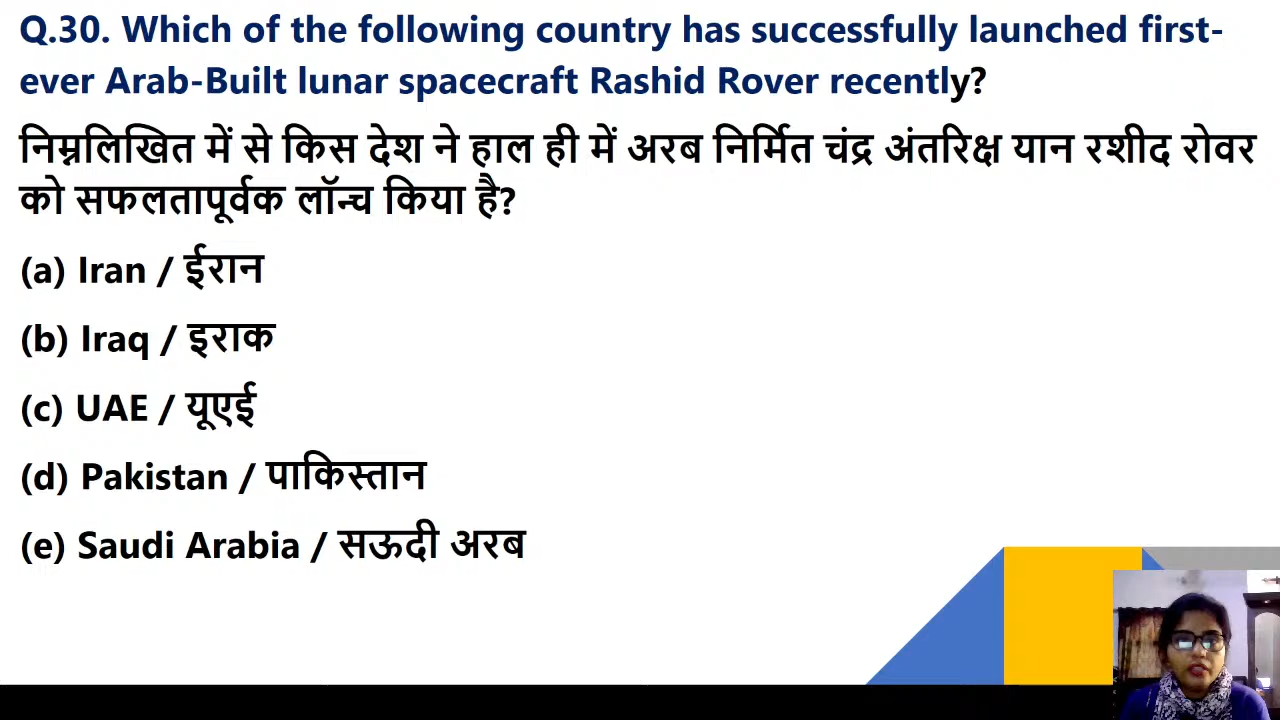 Q.30. Which of the following country has successfully launched first-
ever Arab-Built lunar spacecraft Rashid Rover recently?
निम्नलिखित में से किस देश ने हाल ही में अरब निर्मित चंद्र अंतरिक्ष यान रशीद रोवर
को सफलतापूर्वक लॉन्च किया है?
(a) Iran / ईरान
(b) Iraq / इराक
(c) UAE / यूएई
(d) Pakistan / पाकिस्तान
(e) Saudi Arabia / सऊदी अरब